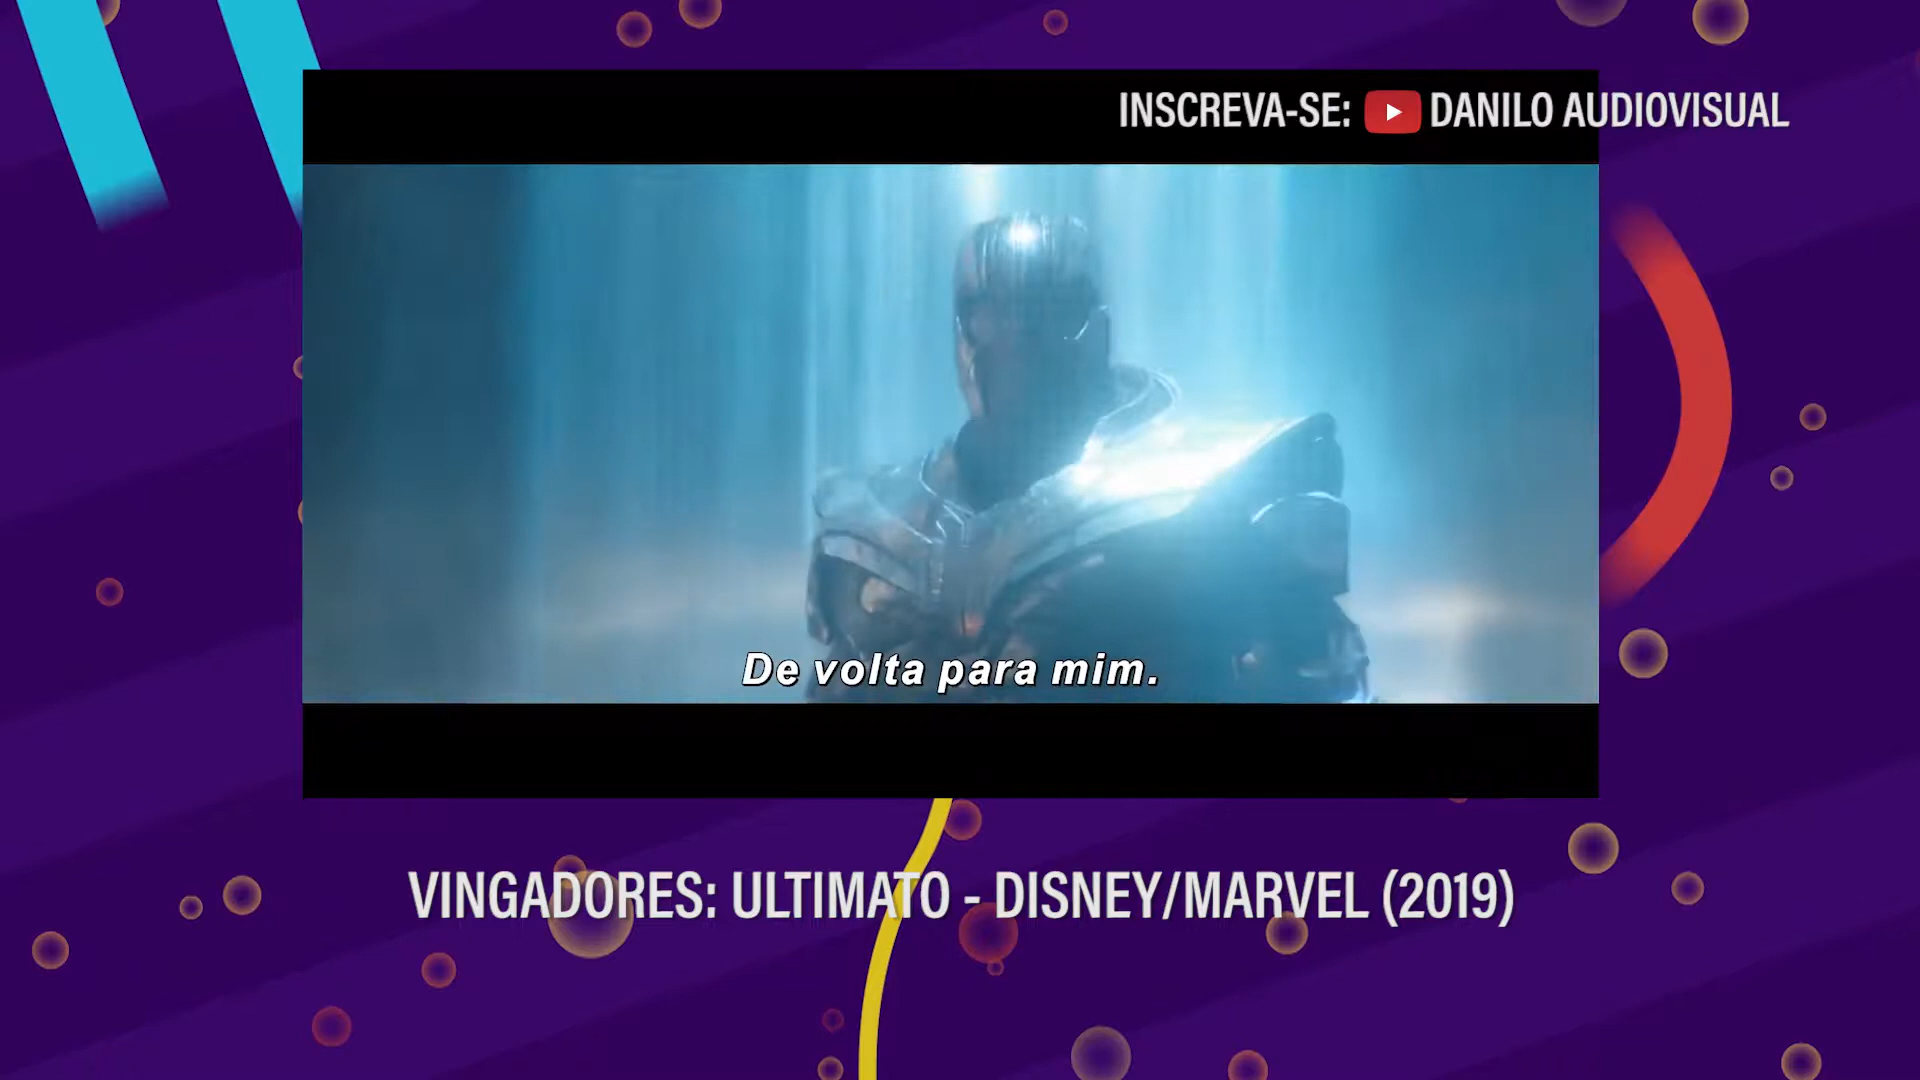 INSCREVA-SE: DANILO AUDIOVISUAL
De volta para mim.
VINGADORES: ULTIMATO - DISNEY/MARVEL (2019)